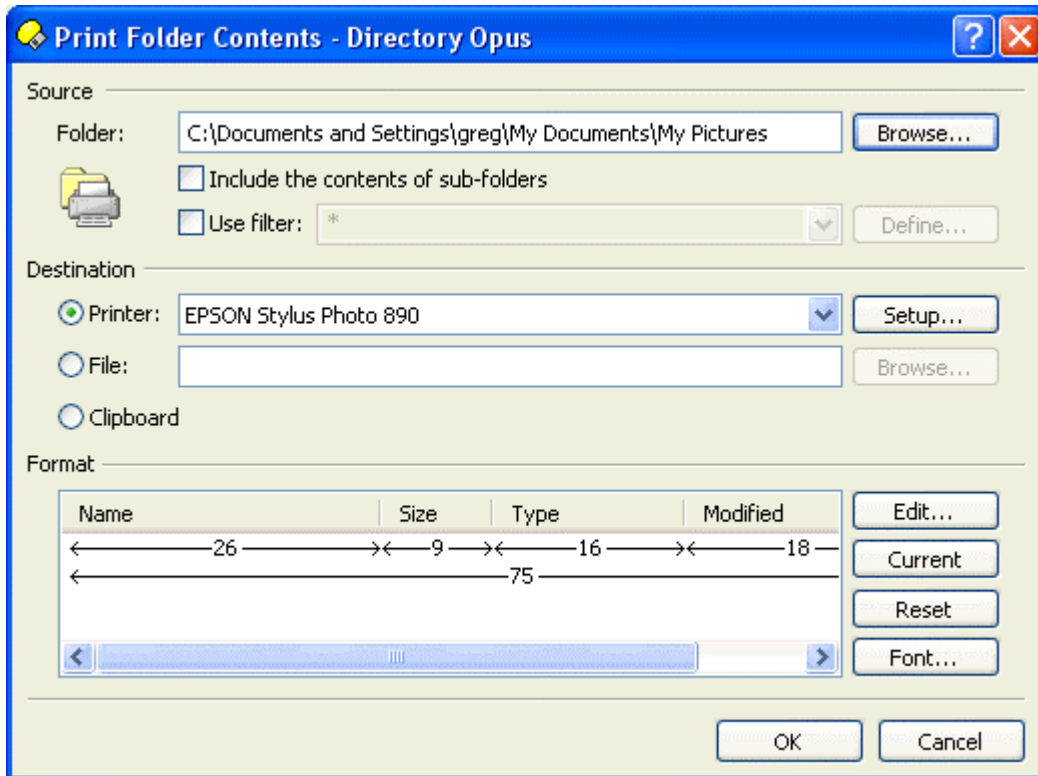 Print Folder Contents - Directory Opus
Source
Folder: C:\Documents and Settings\greg\My Documents\My Pictures Browse...
Include the contents of sub-folders
Use filter: * Define...
Destination
Printer: EPSON Stylus Photo 890 Setup...
File: Browse...
Clipboard
Format
Name Size Type Modified Edit...
26 9 16 18
75
Current
Reset
Font...
OK Cancel